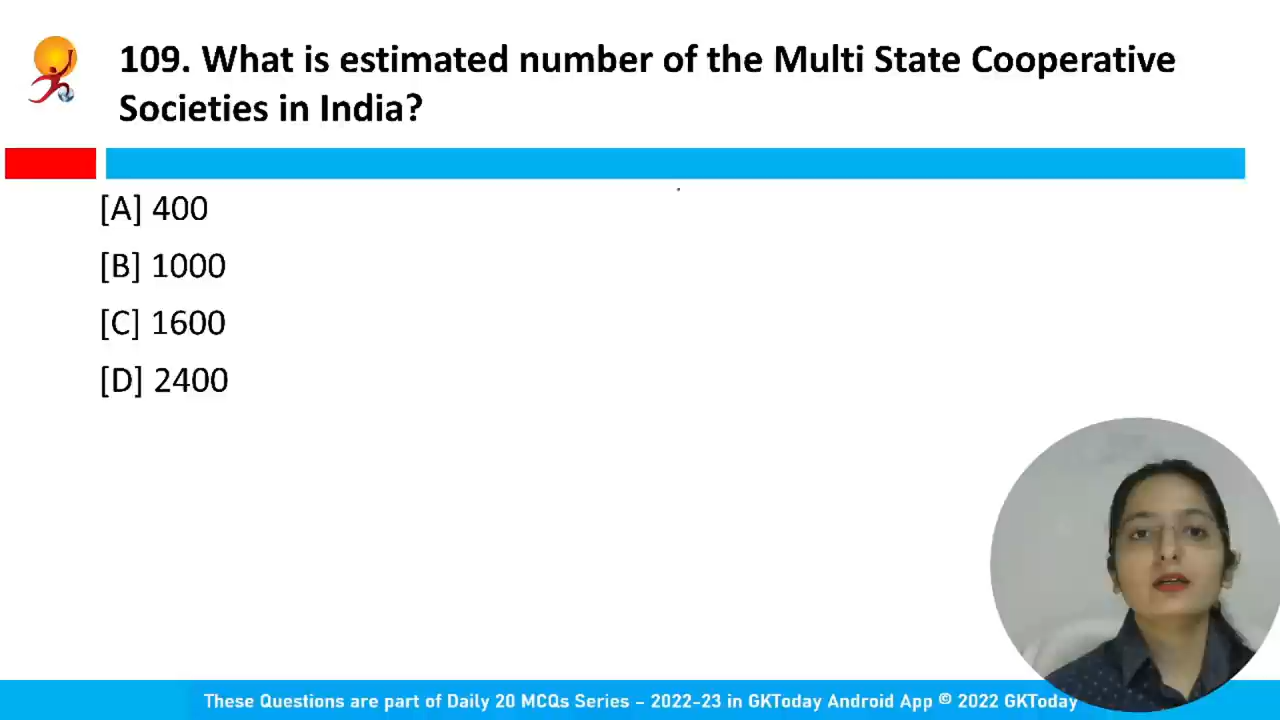 109. What is estimated number of the Multi State Cooperative
Societies in India?
[A] 400
[B] 1000
[C] 1600
[D] 2400
These Questions are part of Daily 20 MCQs Series – 2022-23 in GKToday Android App © 2022 GKToday